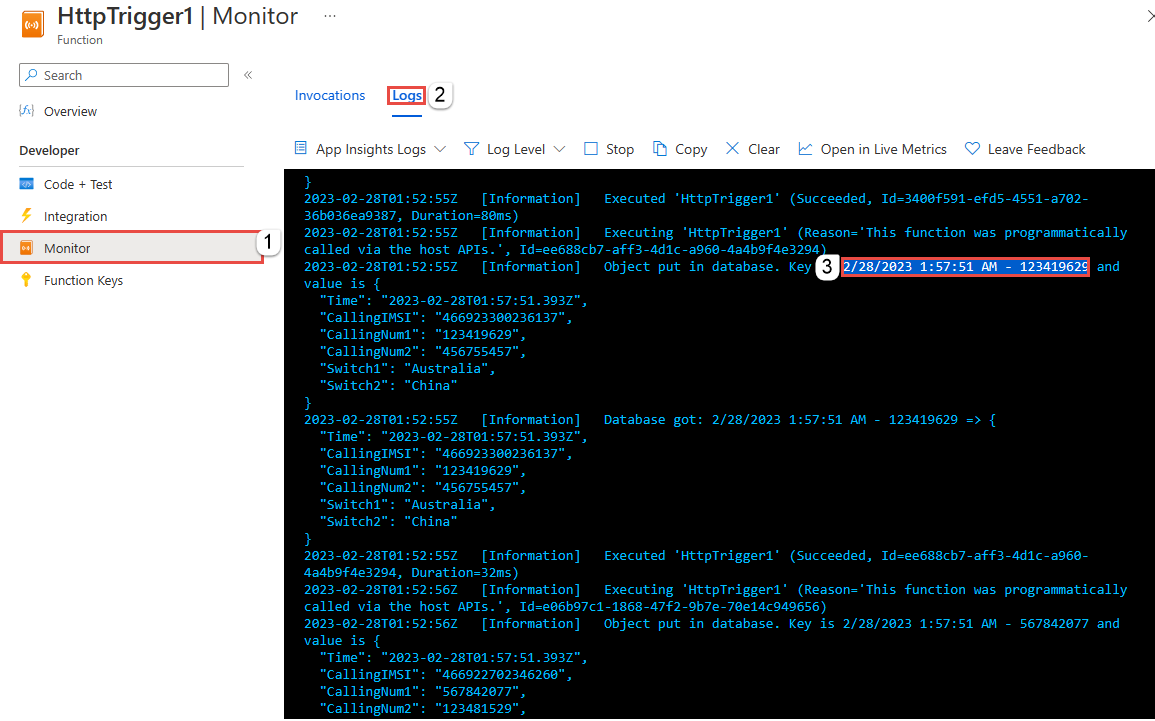 HttpTrigger1 | Monitor ...
Function
Search
«
Overview
Developer
Code + Test
Integration
Monitor
1
Function Keys
Invocations
Logs
2
App Insights Logs
Log Level
Stop
Copy
Clear
Open in Live Metrics
Leave Feedback
}
2023-02-28T01:52:55Z [Information] Executed 'HttpTrigger1' (Succeeded, Id=3400f591-efd5-4551-a702-
36b036ea9387, Duration=80ms)
2023-02-28T01:52:55Z [Information] Executing 'HttpTrigger1' (Reason='This function was programmatically
called via the host APIs.', Id=ee688cb7-aff3-4d1c-a960-4a4b9f4e3294)
2023-02-28T01:52:55Z [Information] Object put in database. Key 3 2/28/2023 1:57:51 AM - 123419629 and
value is {
"Time": "2023-02-28T01:57:51.393Z",
"CallingIMSI": "466923300236137",
"CallingNum1": "123419629",
"CallingNum2": "456755457",
"Switch1": "Australia",
"Switch2": "China"
}
2023-02-28T01:52:55Z [Information] Database got: 2/28/2023 1:57:51 AM - 123419629 => {
"Time": "2023-02-28T01:57:51.393Z",
"CallingIMSI": "466923300236137",
"CallingNum1": "123419629",
"CallingNum2": "456755457",
"Switch1": "Australia",
"Switch2": "China"
}
2023-02-28T01:52:55Z [Information] Executed 'HttpTrigger1' (Succeeded, Id=ee688cb7-aff3-4d1c-a960-
4a4b9f4e3294, Duration=32ms)
2023-02-28T01:52:56Z [Information] Executing 'HttpTrigger1' (Reason='This function was programmatically
called via the host APIs.', Id=e06b97c1-1868-47f2-9b7e-70e14c949656)
2023-02-28T01:52:56Z [Information] Object put in database. Key is 2/28/2023 1:57:51 AM - 567842077 and
value is {
"Time": "2023-02-28T01:57:51.393Z",
"CallingIMSI": "466922702346260",
"CallingNum1": "567842077",
"CallingNum2": "123481529",